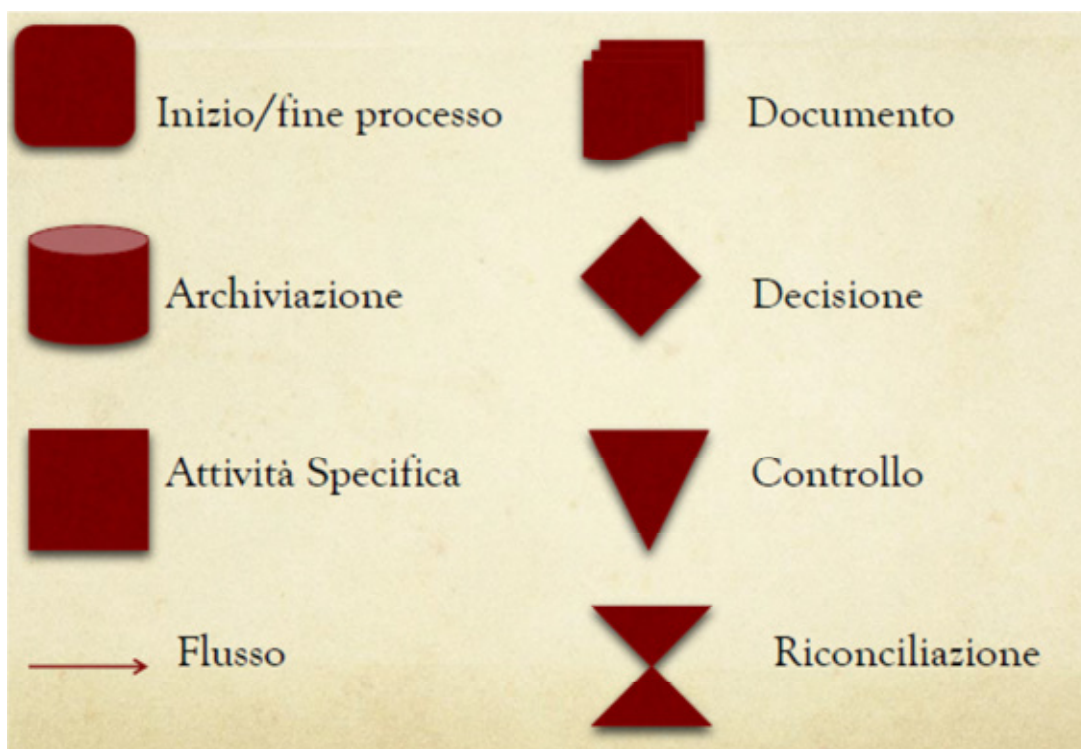 Inizio/fine processo
Documento
Archiviazione
Decisione
Attività Specifica
Controllo
Flusso
Riconciliazione